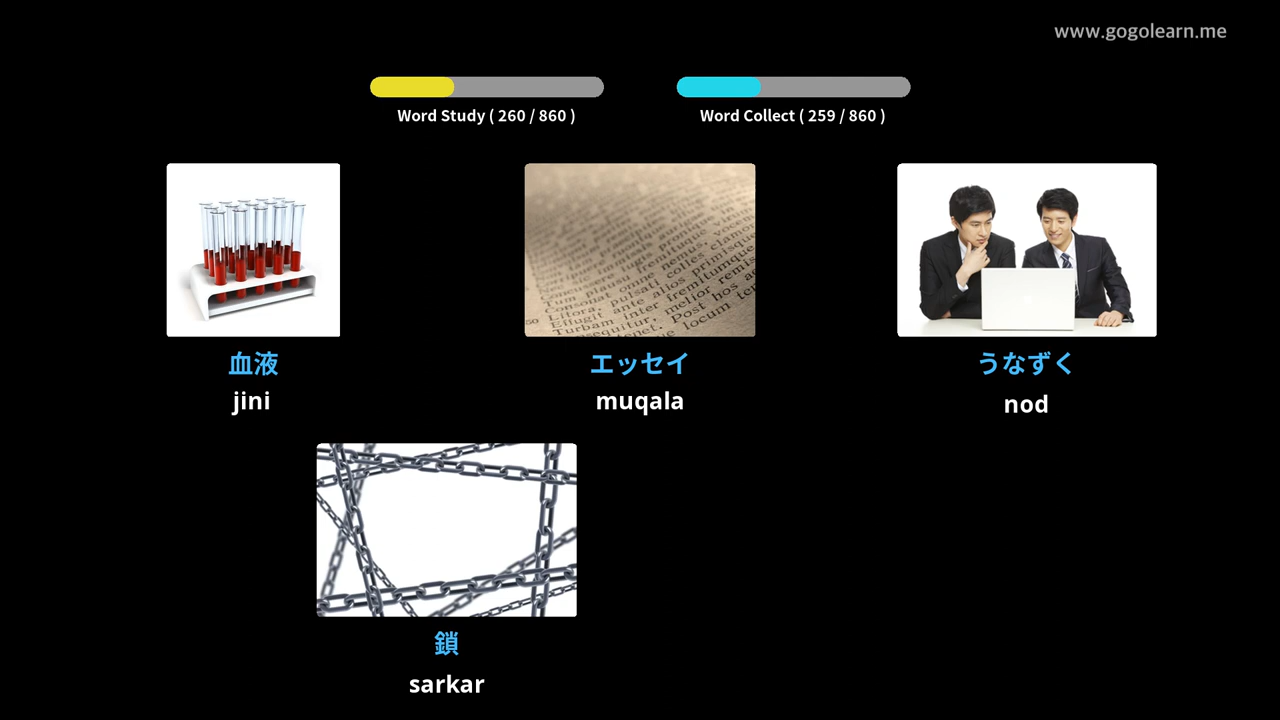 www.gogolearn.me
Word Study ( 260 / 860 )
Word Collect ( 259 / 860 )
血液
jini
エッセイ
muqala
うなずく
nod
鎖
sarkar